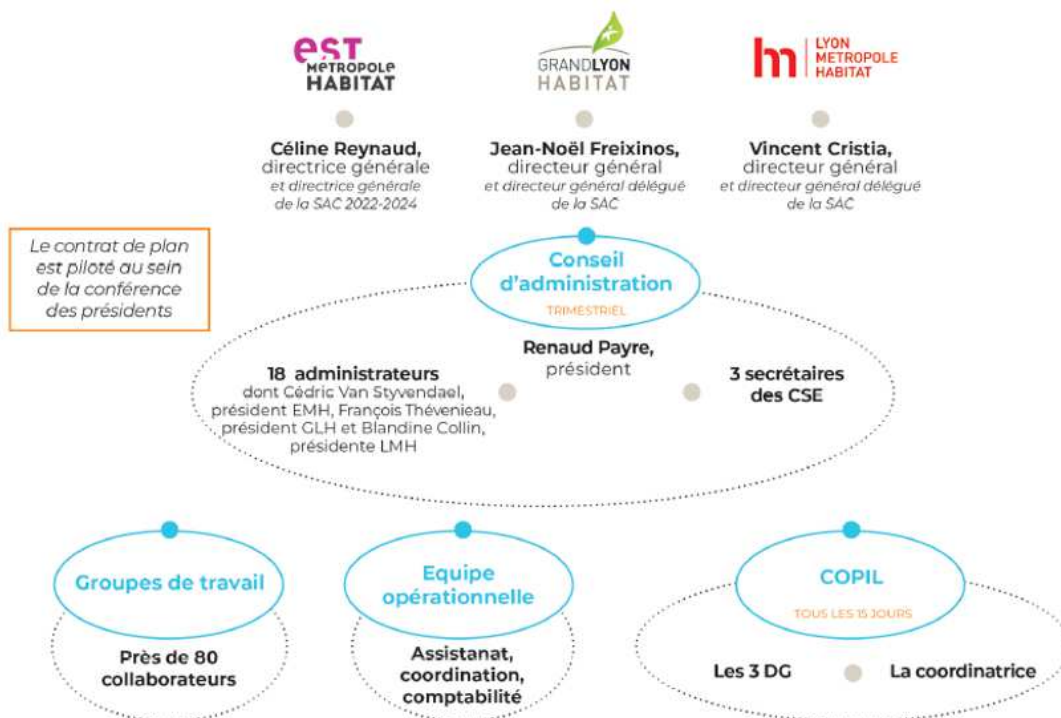 est
METROPOLE
HABITAT
GRANDLYON
HABITAT
lm
LYON
METROPOLE
HABITAT
Céline Reynaud,
directrice générale
et directrice générale
de la SAC 2022-2024
Jean-Noël Freixinos,
directeur général
et directeur général délégué
de la SAC
Vincent Cristia,
directeur général
et directeur général délégué
de la SAC
Le contrat de plan
est piloté au sein
de la conférence
des présidents
Conseil
d'administration
TRIMESTRIEL
Renaud Payre,
président
18 administrateurs
dont Cédric Van Styvendael,
président EMH, François Thévenieau,
président GLH et Blandine Collin,
présidente LMH
3 secrétaires
des CSE
Groupes de travail
Près de 80
collaborateurs
Equipe
opérationnelle
Assistanat,
coordination,
comptabilité
COPIL
TOUS LES 15 JOURS
Les 3 DG
La coordinatrice